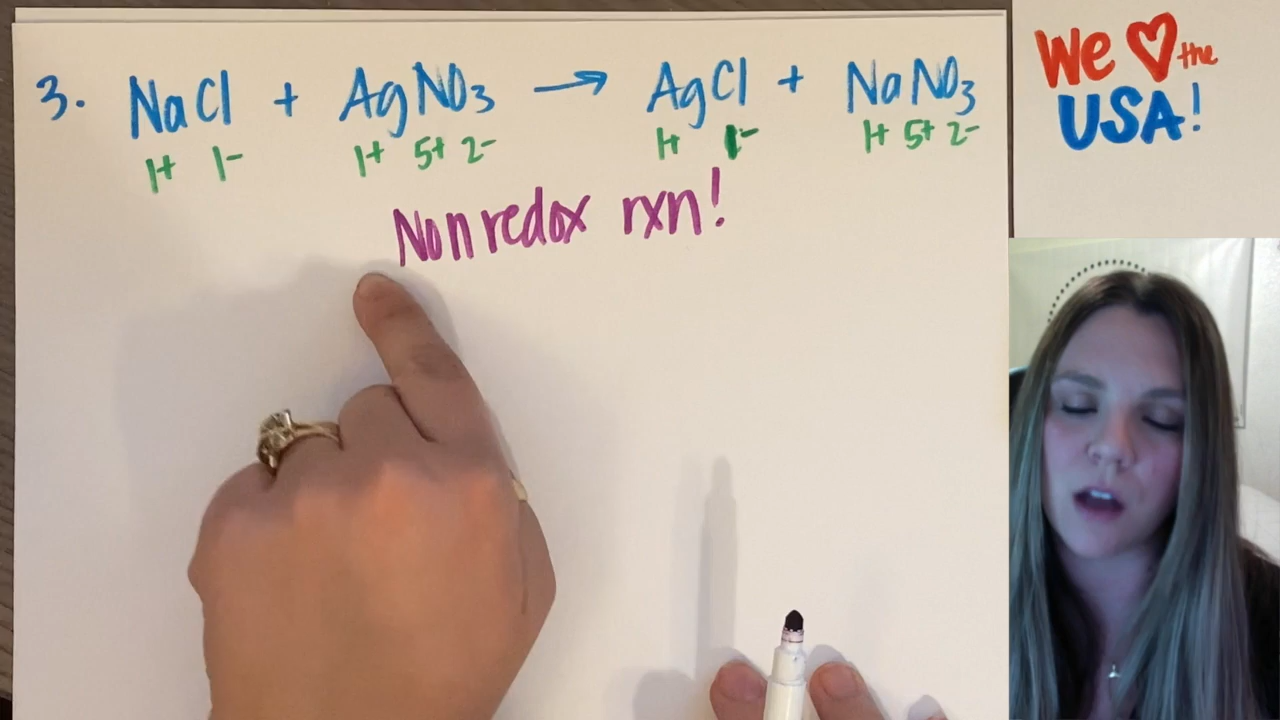 3. NaCl + AgNO3 → AgCl + NaNO3
1+ 1- 1+ 5+ 2- 1+ 1- 1+ 5+ 2-
Nonredox rxn!
We ♥ the
USA!